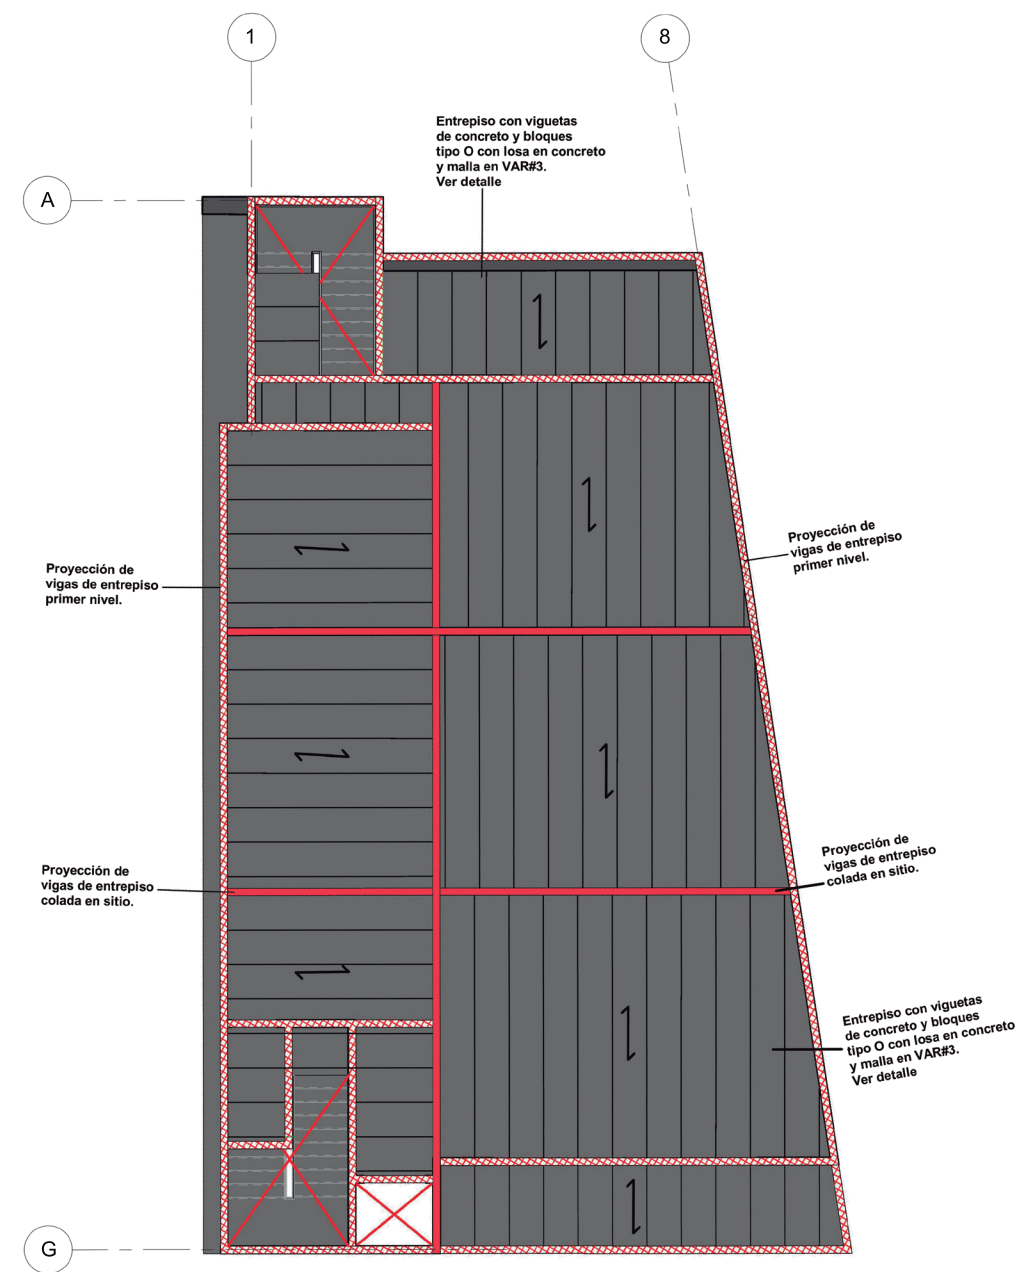 1
8
Entrepiso con viguetas
de concreto y bloques
tipo O con losa en concreto
y malla en VAR#3.
Ver detalle
A
Proyección de
vigas de entrepiso
primer nivel.
Proyección de
vigas de entrepiso
primer nivel.
Proyección de
vigas de entrepiso
colada en sitio.
Proyección de
vigas de entrepiso
colada en sitio.
Entrepiso con viguetas
de concreto y bloques
tipo O con losa en concreto
y malla en VAR#3.
Ver detalle
G